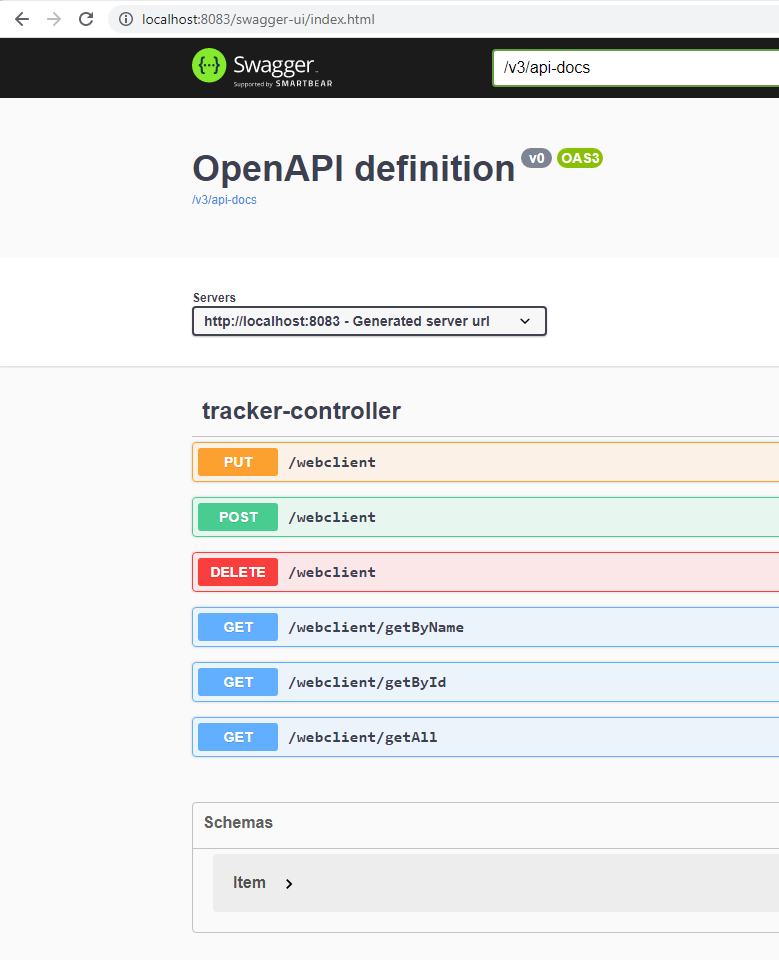 localhost:8083/swagger-ui/index.html
{···} Swagger™
Supported by SMARTBEAR
/v3/api-docs
OpenAPI definition v0 OAS3
/v3/api-docs
Servers
http://localhost:8083 - Generated server url
tracker-controller
PUT /webclient
POST /webclient
DELETE /webclient
GET /webclient/getByName
GET /webclient/getById
GET /webclient/getAll
Schemas
Item